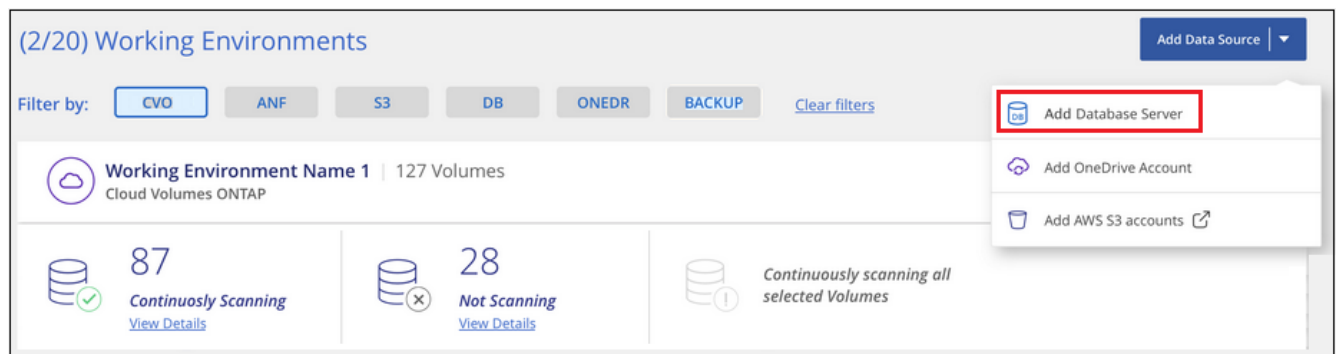 (2/20) Working Environments
Add Data Source
Filter by: CVO ANF S3 DB ONEDR BACKUP Clear filters
DB Add Database Server
Add OneDrive Account
Add AWS S3 accounts
Working Environment Name 1 | 127 Volumes
Cloud Volumes ONTAP
87
Continuosly Scanning
View Details
28
Not Scanning
View Details
Continuously scanning all
selected Volumes